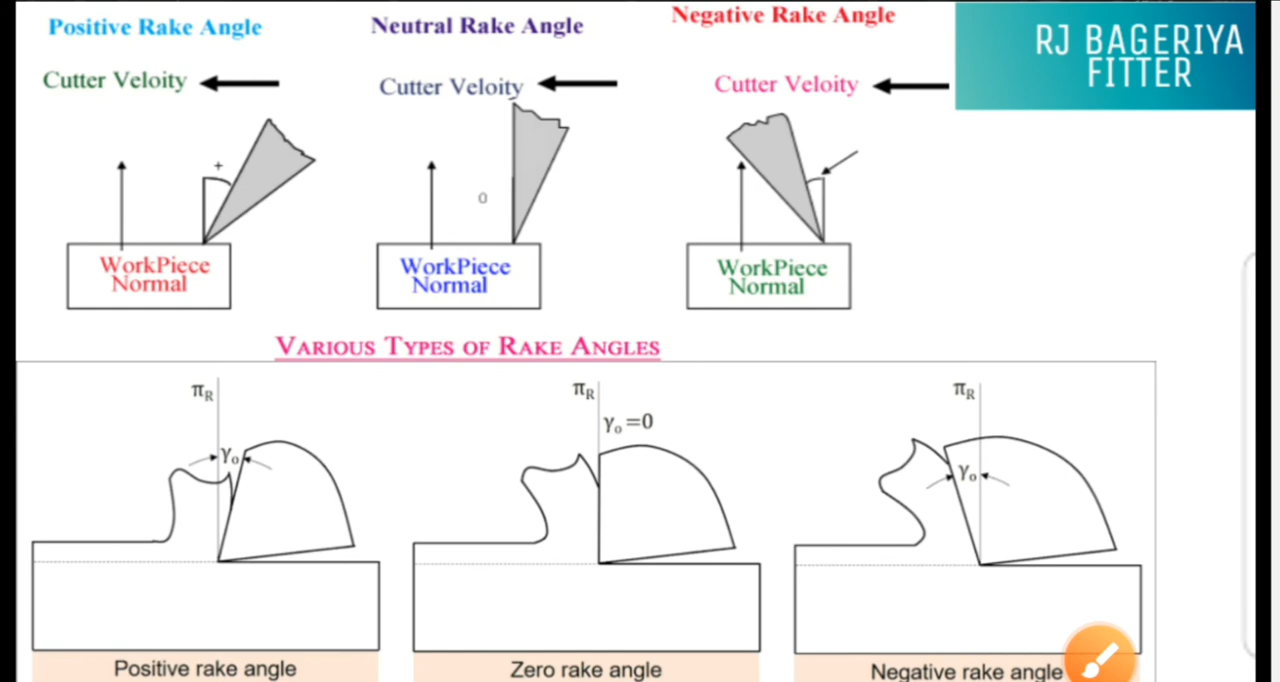 Positive Rake Angle
Neutral Rake Angle
Negative Rake Angle
RJ BAGERIYA
FITTER
Cutter Veloity
Cutter Veloity
Cutter Veloity
+
0
WorkPiece
Normal
WorkPiece
Normal
WorkPiece
Normal
VARIOUS TYPES OF RAKE ANGLES
πR
γo
πR
γo=0
πR
γo
Positive rake angle
Zero rake angle
Negative rake angle